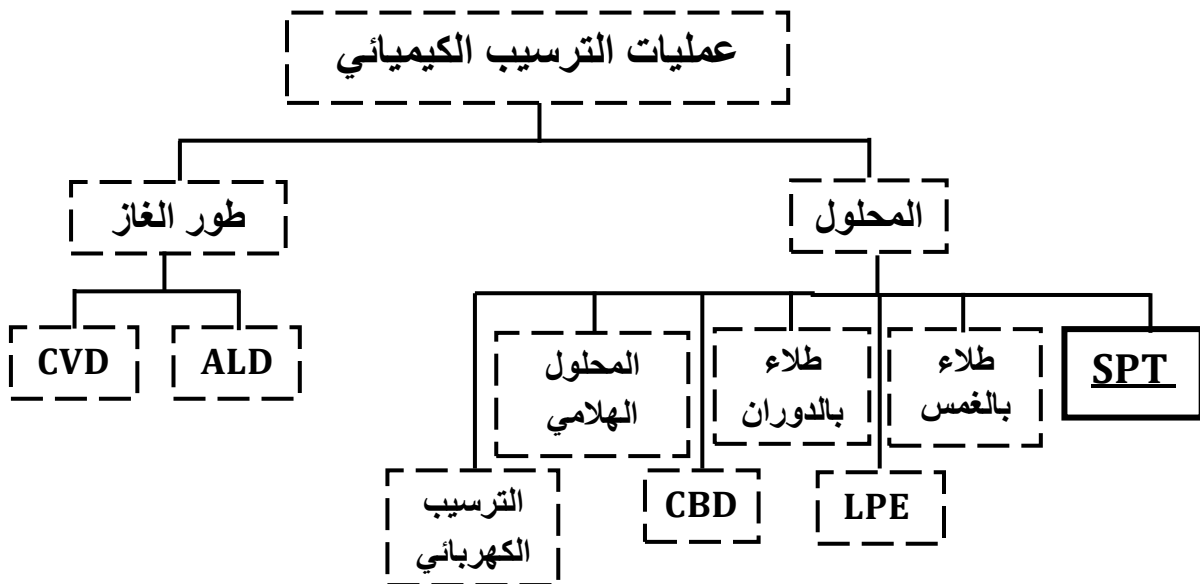 عمليات الترسيب الكيميائي
المحلول
طور الغاز
SPT
طلاء
بالغمس
طلاء
بالدوران
المحلول
الهلامي
LPE
CBD
الترسيب
الكهربائي
ALD
CVD